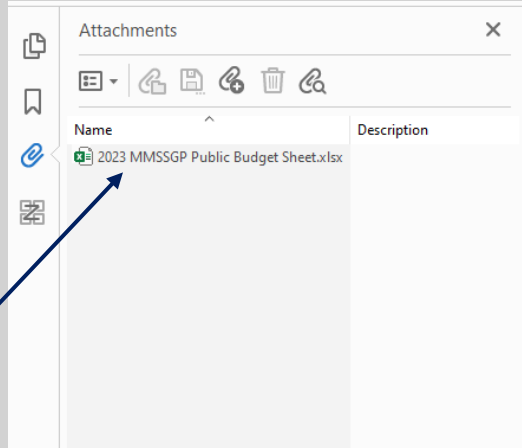 Attachments
Name
Description
2023 MMSSGP Public Budget Sheet.xlsx